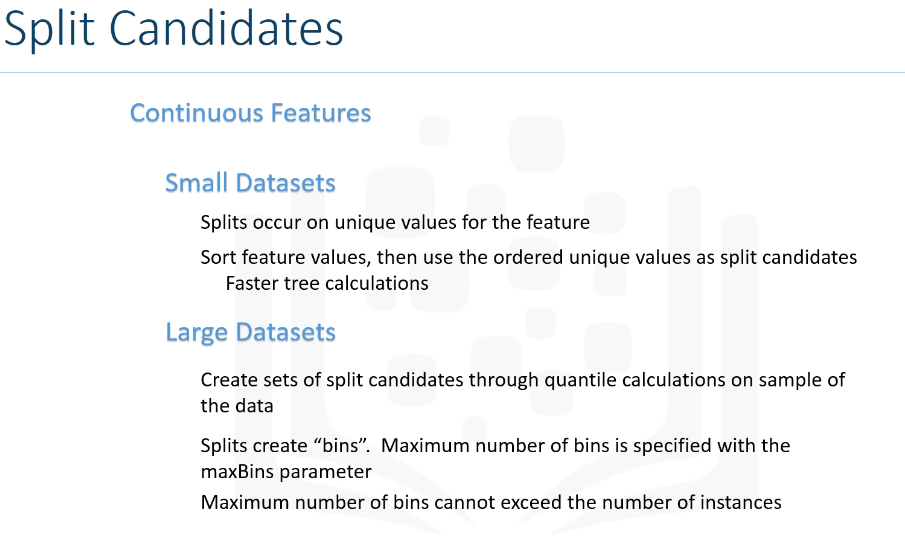 Split Candidates
Continuous Features
Small Datasets
Splits occur on unique values for the feature
Sort feature values, then use the ordered unique values as split candidates
Faster tree calculations
Large Datasets
Create sets of split candidates through quantile calculations on sample of
the data
Splits create “bins”.  Maximum number of bins is specified with the
maxBins parameter
Maximum number of bins cannot exceed the number of instances